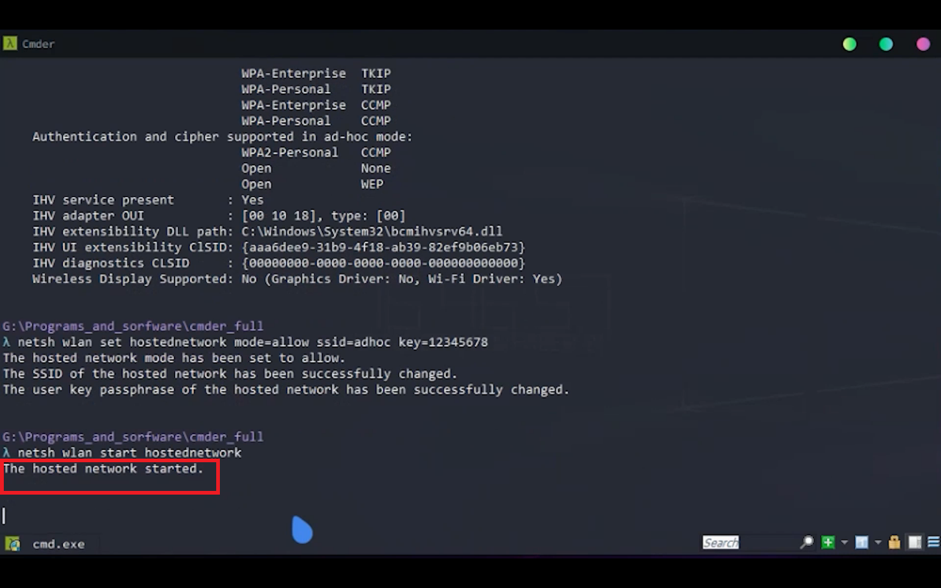 Cmder
WPA-Enterprise TKIP
WPA-Personal TKIP
WPA-Enterprise CCMP
WPA-Personal CCMP
Authentication and cipher supported in ad-hoc mode:
WPA2-Personal CCMP
Open None
Open WEP
IHV service present : Yes
IHV adapter OUI : [00 10 18], type: [00]
IHV extensibility DLL path: C:\Windows\System32\bcmihvsrv64.dll
IHV UI extensibility ClSID: {aaa6dee9-31b9-4f18-ab39-82ef9b06eb73}
IHV diagnostics CLSID : {00000000-0000-0000-0000-000000000000}
Wireless Display Supported: No (Graphics Driver: No, Wi-Fi Driver: Yes)
G:\Programs_and_sorfware\cmder_full
λ netsh wlan set hostednetwork mode=allow ssid=adhoc key=12345678
The hosted network mode has been set to allow.
The SSID of the hosted network has been successfully changed.
The user key passphrase of the hosted network has been successfully changed.
G:\Programs_and_sorfware\cmder_full
λ netsh wlan start hostednetwork
The hosted network started.
cmd.exe
Search